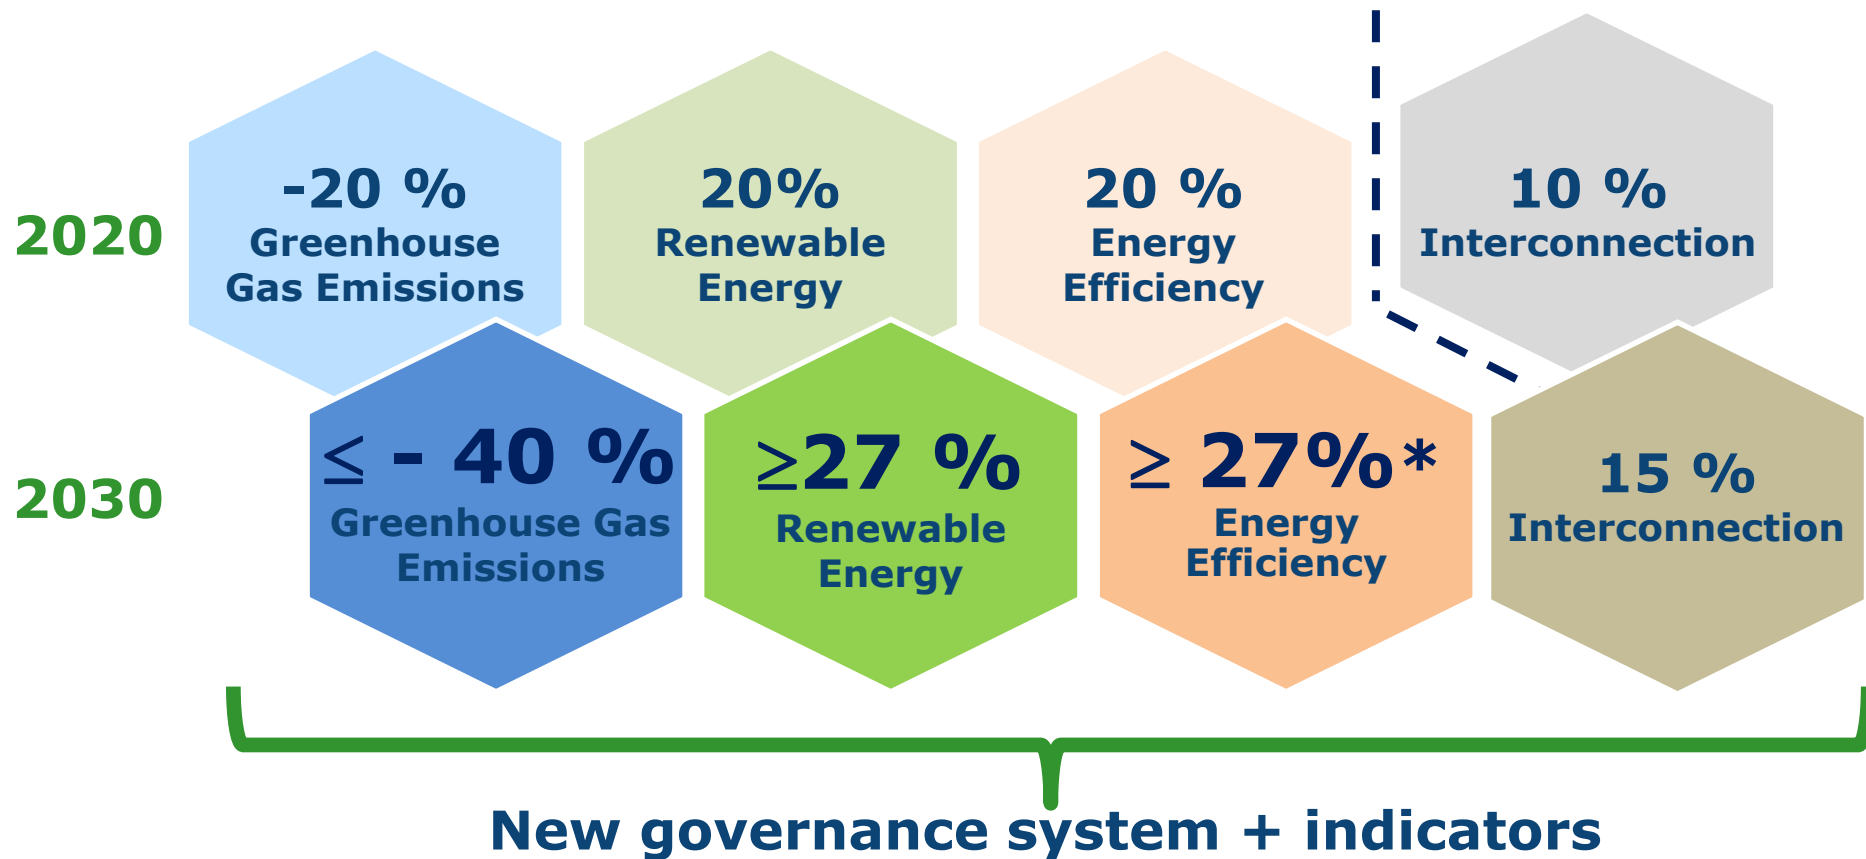 2020
-20 %
Greenhouse
Gas Emissions
20%
Renewable
Energy
20 %
Energy
Efficiency
10 %
Interconnection
2030
≤ - 40 %
Greenhouse Gas
Emissions
≥27 %
Renewable
Energy
≥ 27%*
Energy
Efficiency
15 %
Interconnection
New governance system + indicators